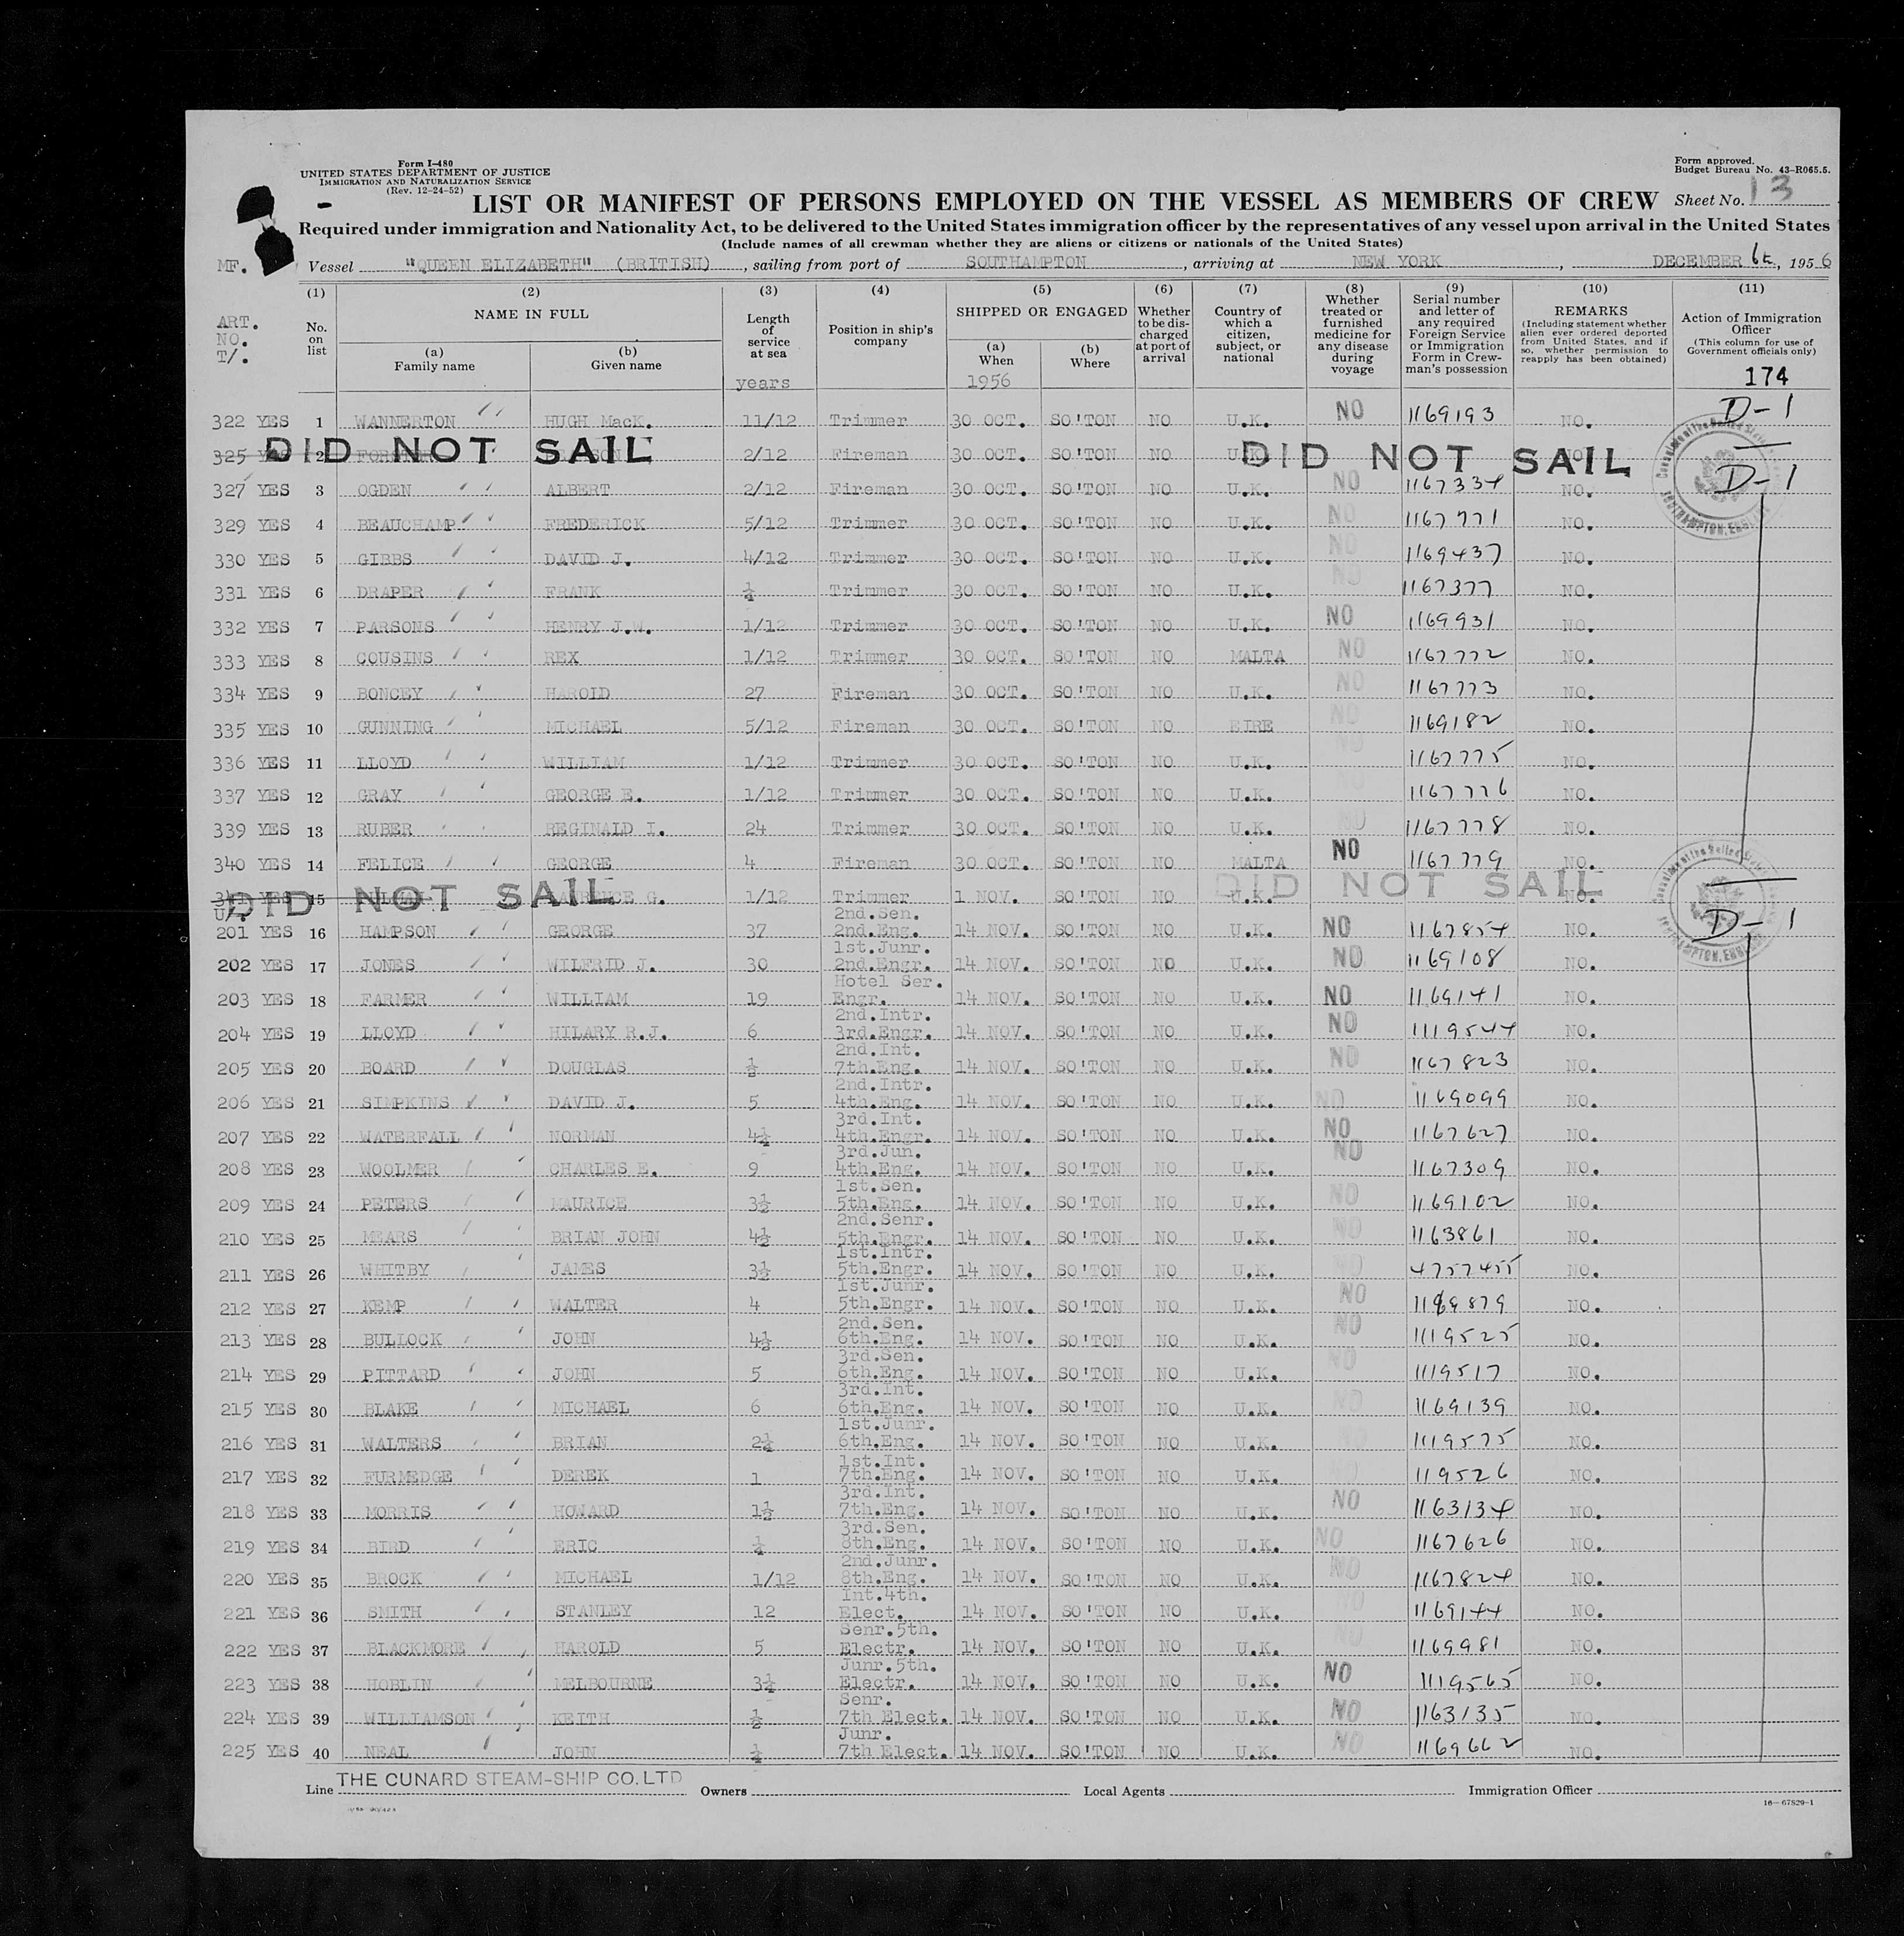 Form I-480
UNITED STATES DEPARTMENT OF JUSTICE
IMMIGRATION AND NATURALIZATION SERVICE
(Rev. 12-24-52)
Form approved.
Budget Bureau No. 43-R065.5.
LIST OR MANIFEST OF PERSONS EMPLOYED ON THE VESSEL AS MEMBERS OF CREW Sheet No. 13
Required under immigration and Nationality Act, to be delivered to the United States immigration officer by the representatives of any vessel upon arrival in the United States
(Include names of all crewman whether they are aliens or citizens or nationals of the United States)
MF. Vessel "QUEEN ELIZABETH" (BRITISH), sailing from port of SOUTHAMPTON, arriving at NEW YORK, DECEMBER 6th, 1956
(1) (2) (3) (4) (5) (6) (7) (8) (9) (10) (11)
ART. NO. T/. No. on list NAME IN FULL (a) Family name (b) Given name Length of service at sea years Position in ship's company SHIPPED OR ENGAGED (a) When 1956 (b) Where Whether to be discharged at port of arrival Country of which a citizen, subject, or national Whether treated or furnished medicine for any disease during voyage Serial number and letter of any required Foreign Service or Immigration Form in Crewman's possession REMARKS (Including statement whether alien ever ordered deported from United States, and if so, whether permission to reapply has been obtained) Action of Immigration Officer (This column for use of Government officials only) 174
322 YES 1 WANNERTON HUGH MacK. 11/12 Trimmer 30 OCT. SO'TON NO U.K. NO 1169193 NO. D-1
325 2 DID NOT SAIL 2/12 Fireman 30 OCT. SO'TON NO U.K. DID NOT SAIL
327 YES 3 OGDEN ALBERT 2/12 Fireman 30 OCT. SO'TON NO U.K. NO 1167334 NO. D-1
329 YES 4 BEAUCHAMP FREDERICK 5/12 Trimmer 30 OCT. SO'TON NO U.K. NO 1167771 NO.
330 YES 5 GIBBS DAVID J. 4/12 Trimmer 30 OCT. SO'TON NO U.K. NO 1169437 NO.
331 YES 6 DRAPER FRANK ¼ Trimmer 30 OCT. SO'TON NO U.K. NO 1167377 NO.
332 YES 7 PARSONS HENRY J.W. 1/12 Trimmer 30 OCT. SO'TON NO U.K. NO 1169931 NO.
333 YES 8 COUSINS REX 1/12 Trimmer 30 OCT. SO'TON NO MALTA NO 1167772 NO.
334 YES 9 BONCEY HAROLD 27 Fireman 30 OCT. SO'TON NO U.K. NO 1167773 NO.
335 YES 10 GUNNING MICHAEL 5/12 Fireman 30 OCT. SO'TON NO EIRE NO 1169182 NO.
336 YES 11 LLOYD WILLIAM 1/12 Trimmer 30 OCT. SO'TON NO U.K. NO 1167775 NO.
337 YES 12 GRAY GEORGE E. 1/12 Trimmer 30 OCT. SO'TON NO U.K. NO 1167776 NO.
339 YES 13 RUBER REGINALD I. 24 Trimmer 30 OCT. SO'TON NO U.K. NO 1167778 NO.
340 YES 14 FELICE GEORGE 4 Fireman 30 OCT. SO'TON NO MALTA NO 1167779 NO.
15 DID NOT SAIL G. 1/12 Trimmer 1 NOV. SO'TON NO U.K. DID NOT SAIL NO.
U/.
201 YES 16 HAMPSON GEORGE 37 2nd.Sen. 2nd.Eng. 14 NOV. SO'TON NO U.K. NO 1167854 NO. D-1
202 YES 17 JONES WILFRID J. 30 1st.Junr. 2nd.Engr. 14 NOV. SO'TON NO U.K. NO 1169108 NO.
203 YES 18 FARMER WILLIAM 19 Hotel Ser. Engr. 14 NOV. SO'TON NO U.K. NO 1169141 NO.
204 YES 19 LLOYD HILARY R.J. 6 2nd.Intr. 3rd.Engr. 14 NOV. SO'TON NO U.K. NO 1119544 NO.
205 YES 20 BOARD DOUGLAS ½ 2nd.Int. 7th.Eng. 14 NOV. SO'TON NO U.K. NO 1167823 NO.
206 YES 21 SIMPKINS DAVID J. 5 2nd.Intr. 4th.Eng. 14 NOV. SO'TON NO U.K. NO 1169099 NO.
207 YES 22 WATERFALL NORMAN 4¼ 3rd.Int. 4th.Engr. 14 NOV. SO'TON NO U.K. NO 1167627 NO.
208 YES 23 WOOLMER CHARLES E. 9 3rd.Jun. 4th.Eng. 14 NOV. SO'TON NO U.K. NO 1167309 NO.
209 YES 24 PETERS MAURICE 3½ 1st.Sen. 5th.Eng. 14 NOV. SO'TON NO U.K. NO 1169102 NO.
210 YES 25 MEARS BRIAN JOHN 4½ 2nd.Senr. 5th.Engr. 14 NOV. SO'TON NO U.K. NO 1163861 NO.
211 YES 26 WHITBY JAMES 3½ 1st.Intr. 5th.Engr. 14 NOV. SO'TON NO U.K. NO 4757455 NO.
212 YES 27 KEMP WALTER 4 1st.Junr. 5th.Engr. 14 NOV. SO'TON NO U.K. NO 1169879 NO.
213 YES 28 BULLOCK JOHN 4½ 2nd.Sen. 6th.Eng. 14 NOV. SO'TON NO U.K. NO 1119525 NO.
214 YES 29 PITTARD JOHN 5 3rd.Sen. 6th.Eng. 14 NOV. SO'TON NO U.K. NO 1119517 NO.
215 YES 30 BLAKE MICHAEL 6 3rd.Int. 6th.Eng. 14 NOV. SO'TON NO U.K. NO 1169139 NO.
216 YES 31 WALTERS BRIAN 2¼ 1st.Junr. 6th.Eng. 14 NOV. SO'TON NO U.K. NO 1119575 NO.
217 YES 32 FURMEDGE DEREK 1 1st.Int. 7th.Eng. 14 NOV. SO'TON NO U.K. NO 119526 NO.
218 YES 33 MORRIS HOWARD 1½ 3rd.Int. 7th.Eng. 14 NOV. SO'TON NO U.K. NO 1163134 NO.
219 YES 34 BIRD ERIC ¼ 3rd.Sen. 8th.Eng. 14 NOV. SO'TON NO U.K. NO 1167626 NO.
220 YES 35 BROCK MICHAEL 1/12 2nd.Junr. 8th.Eng. 14 NOV. SO'TON NO U.K. NO 1167824 NO.
221 YES 36 SMITH STANLEY 12 Int.4th. Elect. 14 NOV. SO'TON NO U.K. NO 1169144 NO.
222 YES 37 BLACKMORE HAROLD 5 Senr.5th. Electr. 14 NOV. SO'TON NO U.K. NO 1169981 NO.
223 YES 38 HOBLIN MELBOURNE 3¼ Junr.5th. Electr. 14 NOV. SO'TON NO U.K. NO 1119565 NO.
224 YES 39 WILLIAMSON KEITH ½ Senr. 7th Elect. 14 NOV. SO'TON NO U.K. NO 1163135 NO.
225 YES 40 NEAL JOHN ¼ Junr. 7th Elect. 14 NOV. SO'TON NO U.K. NO 1169662 NO.
Line THE CUNARD STEAM-SHIP CO. LTD Owners Local Agents Immigration Officer
16-67829-1